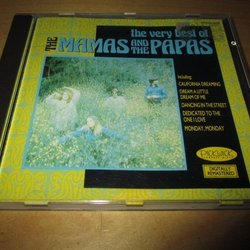 the very best of
THE MAMAS AND THE PAPAS
including
CALIFORNIA DREAMING
DREAM A LITTLE
DREAM OF ME
DANCING IN THE STREET
DEDICATED TO THE
ONE I LOVE
MONDAY, MONDAY
PICKWICK
DIGITALLY
REMASTERED